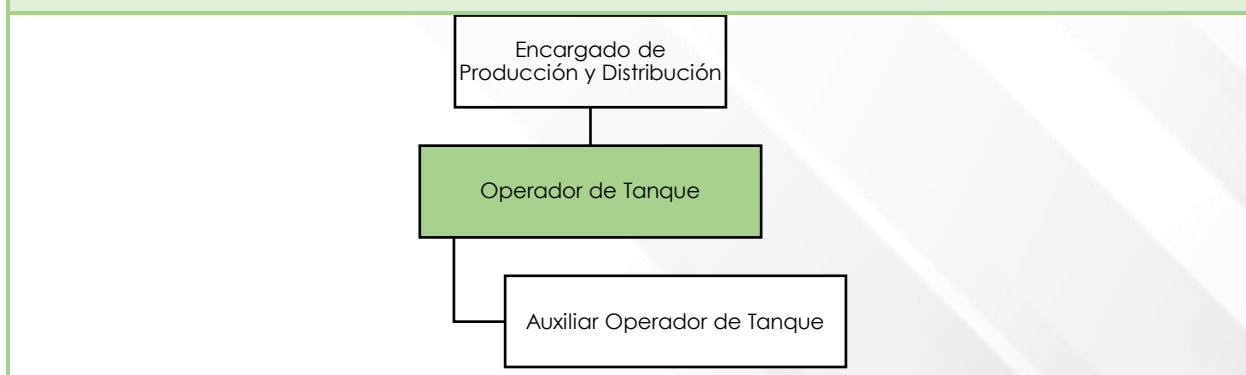 Encargado de
Producción y Distribución
Operador de Tanque
Auxiliar Operador de Tanque